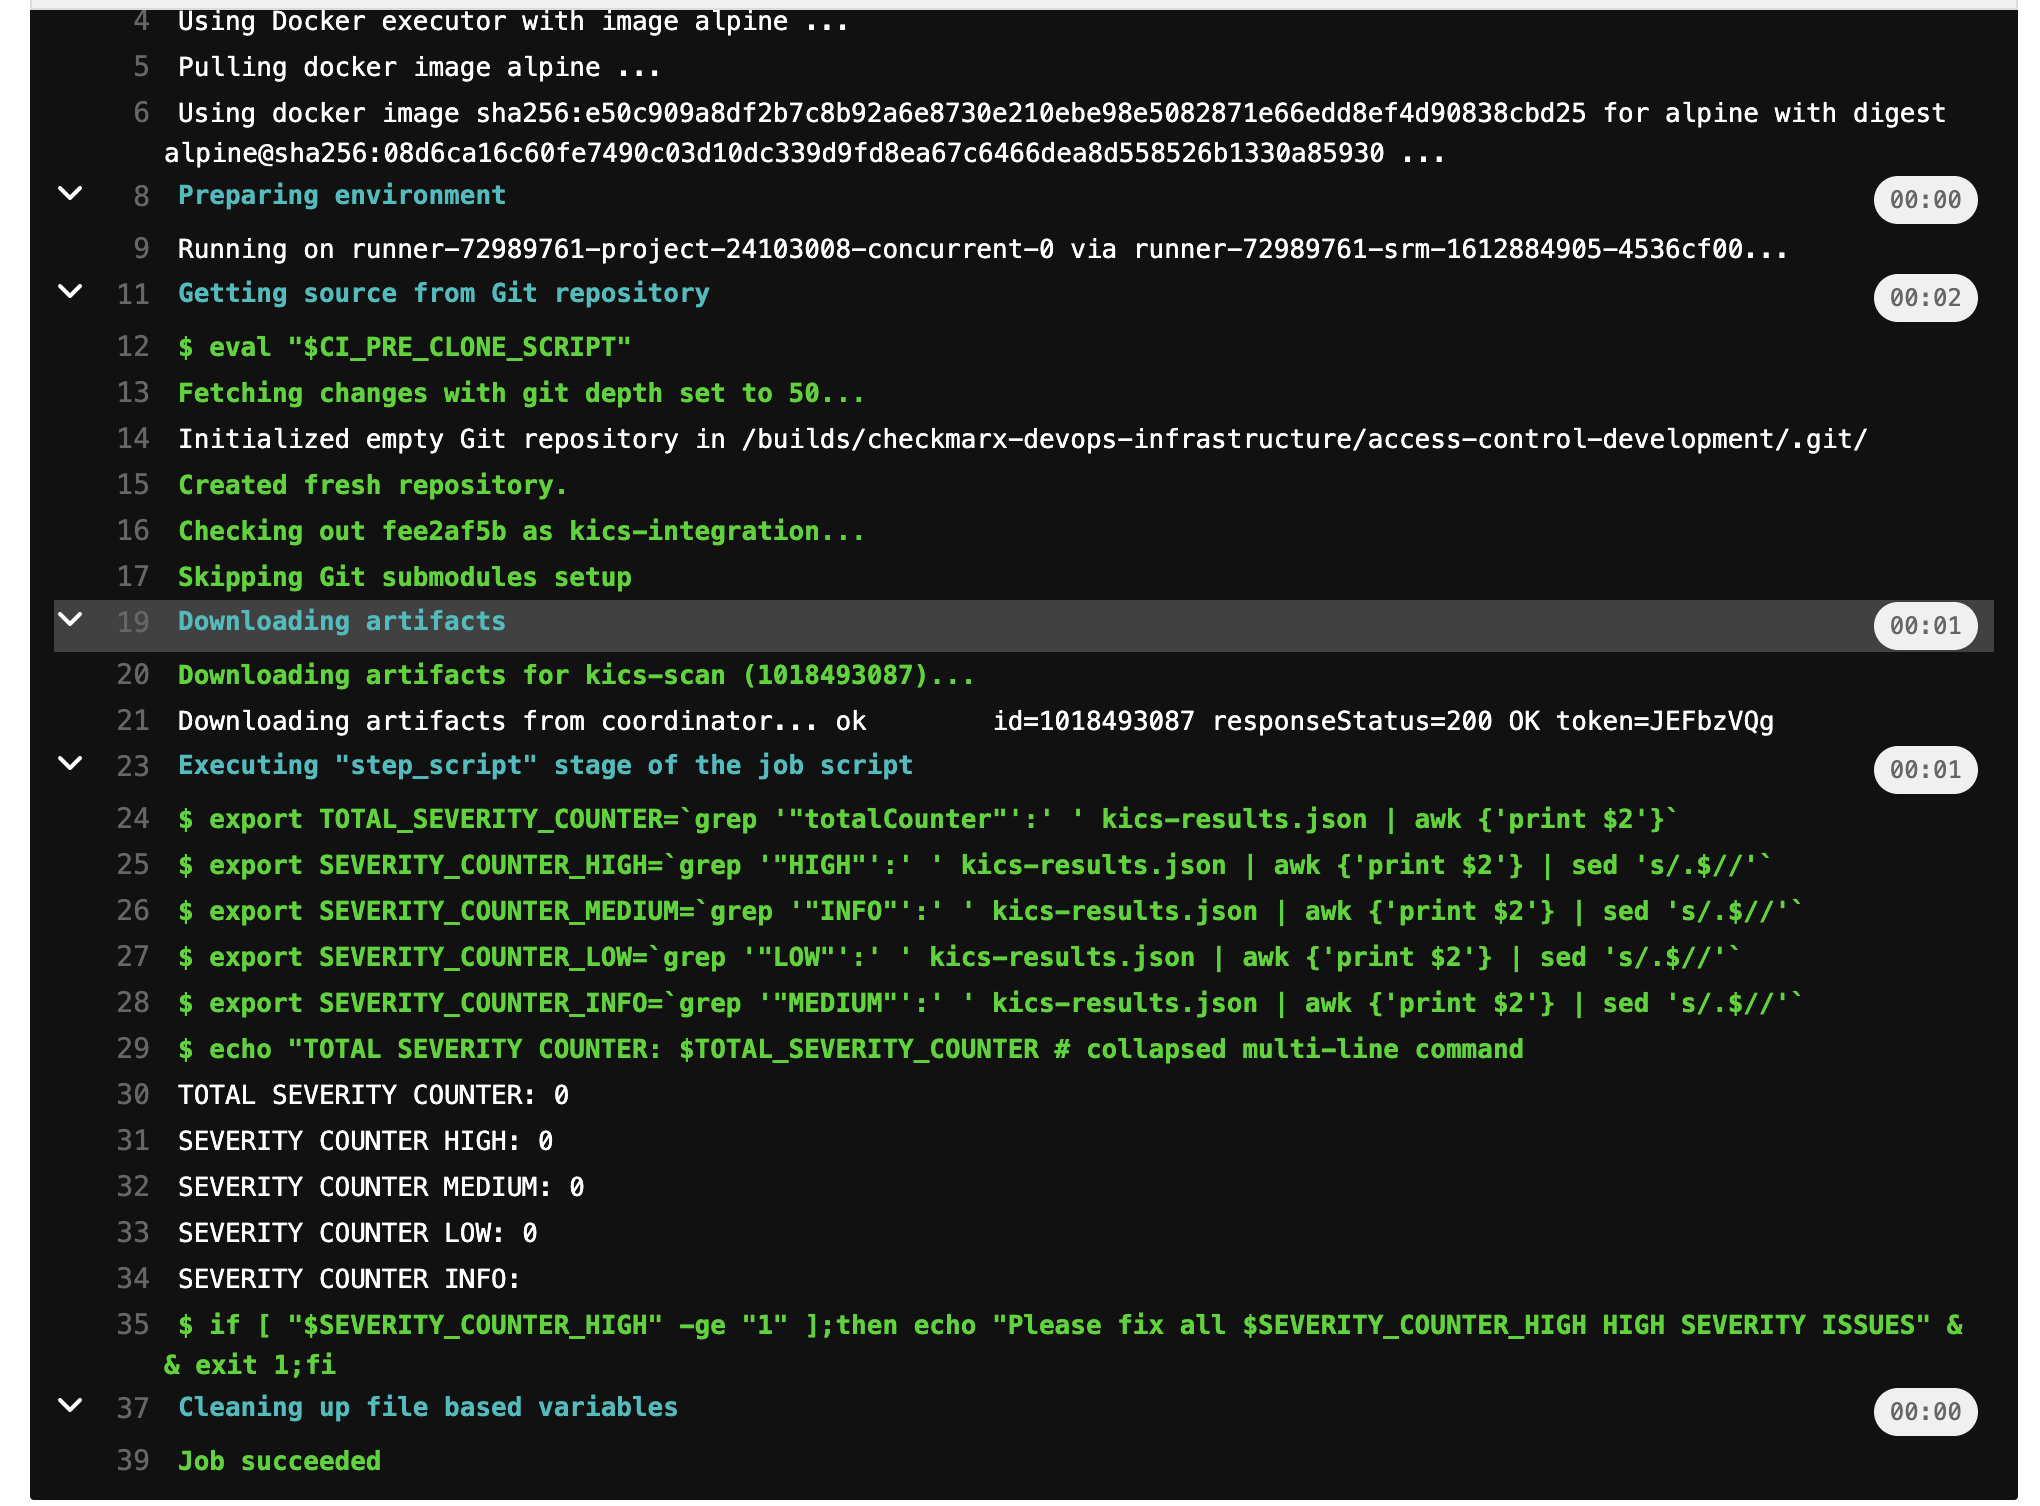 4 Using Docker executor with image alpine ...
5 Pulling docker image alpine ...
6 Using docker image sha256:e50c909a8df2b7c8b92a6e8730e210ebe98e5082871e66edd8ef4d90838cbd25 for alpine with digest
alpine@sha256:08d6ca16c60fe7490c03d10dc339d9fd8ea67c6466dea8d558526b1330a85930 ...
8 Preparing environment 00:00
9 Running on runner-72989761-project-24103008-concurrent-0 via runner-72989761-srm-1612884905-4536cf00...
11 Getting source from Git repository 00:02
12 $ eval "$CI_PRE_CLONE_SCRIPT"
13 Fetching changes with git depth set to 50...
14 Initialized empty Git repository in /builds/checkmarx-devops-infrastructure/access-control-development/.git/
15 Created fresh repository.
16 Checking out fee2af5b as kics-integration...
17 Skipping Git submodules setup
19 Downloading artifacts 00:01
20 Downloading artifacts for kics-scan (1018493087)...
21 Downloading artifacts from coordinator... ok        id=1018493087 responseStatus=200 OK token=JEFbzVQg
23 Executing "step_script" stage of the job script 00:01
24 $ export TOTAL_SEVERITY_COUNTER=`grep '"totalCounter"':' ' kics-results.json | awk {'print $2'}`
25 $ export SEVERITY_COUNTER_HIGH=`grep '"HIGH"':' ' kics-results.json | awk {'print $2'} | sed 's/.$//'`
26 $ export SEVERITY_COUNTER_MEDIUM=`grep '"INFO"':' ' kics-results.json | awk {'print $2'} | sed 's/.$//'`
27 $ export SEVERITY_COUNTER_LOW=`grep '"LOW"':' ' kics-results.json | awk {'print $2'} | sed 's/.$//'`
28 $ export SEVERITY_COUNTER_INFO=`grep '"MEDIUM"':' ' kics-results.json | awk {'print $2'} | sed 's/.$//'`
29 $ echo "TOTAL SEVERITY COUNTER: $TOTAL_SEVERITY_COUNTER # collapsed multi-line command
30 TOTAL SEVERITY COUNTER: 0
31 SEVERITY COUNTER HIGH: 0
32 SEVERITY COUNTER MEDIUM: 0
33 SEVERITY COUNTER LOW: 0
34 SEVERITY COUNTER INFO:
35 $ if [ "$SEVERITY_COUNTER_HIGH" -ge "1" ];then echo "Please fix all $SEVERITY_COUNTER_HIGH HIGH SEVERITY ISSUES" &
& exit 1;fi
37 Cleaning up file based variables 00:00
39 Job succeeded